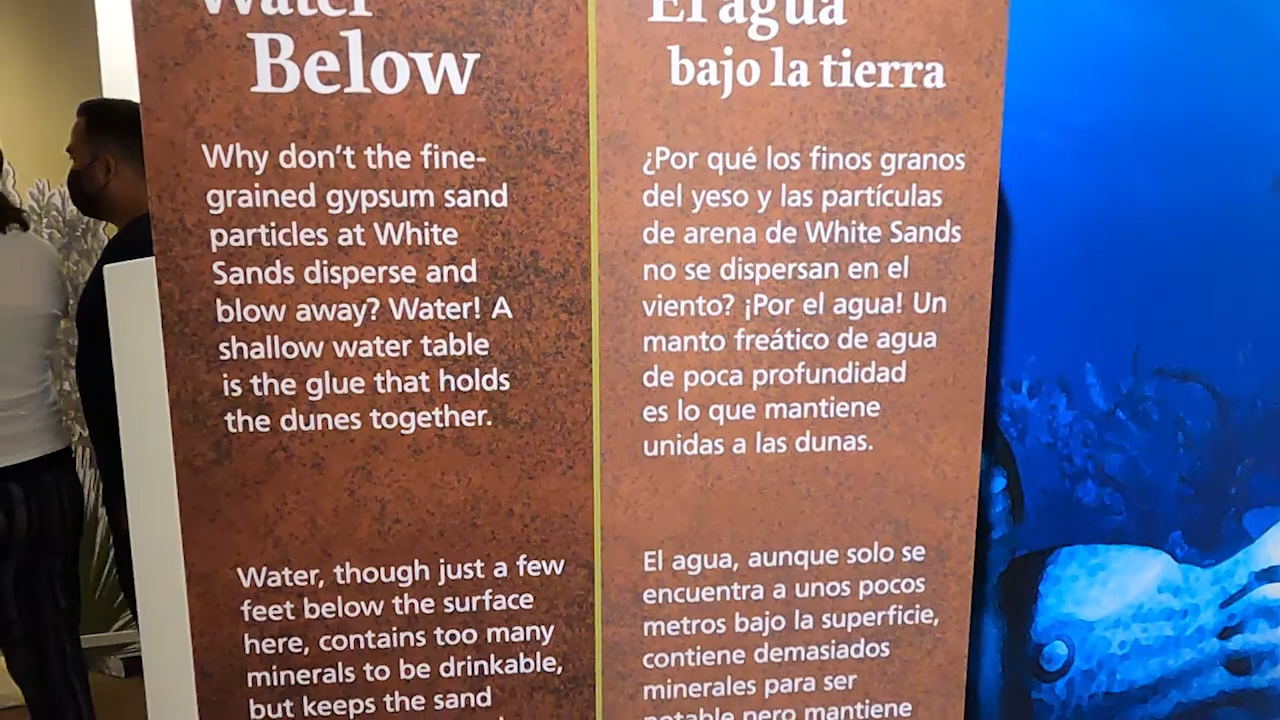 Water
Below
Why don't the fine-
grained gypsum sand
particles at White
Sands disperse and
blow away? Water! A
shallow water table
is the glue that holds
the dunes together.
Water, though just a few
feet below the surface
here, contains too many
minerals to be drinkable,
but keeps the sand
El agua
bajo la tierra
¿Por qué los finos granos
del yeso y las partículas
de arena de White Sands
no se dispersan en el
viento? ¡Por el agua! Un
manto freático de agua
de poca profundidad
es lo que mantiene
unidas a las dunas.
El agua, aunque solo se
encuentra a unos pocos
metros bajo la superficie,
contiene demasiados
minerales para ser
potable pero mantiene